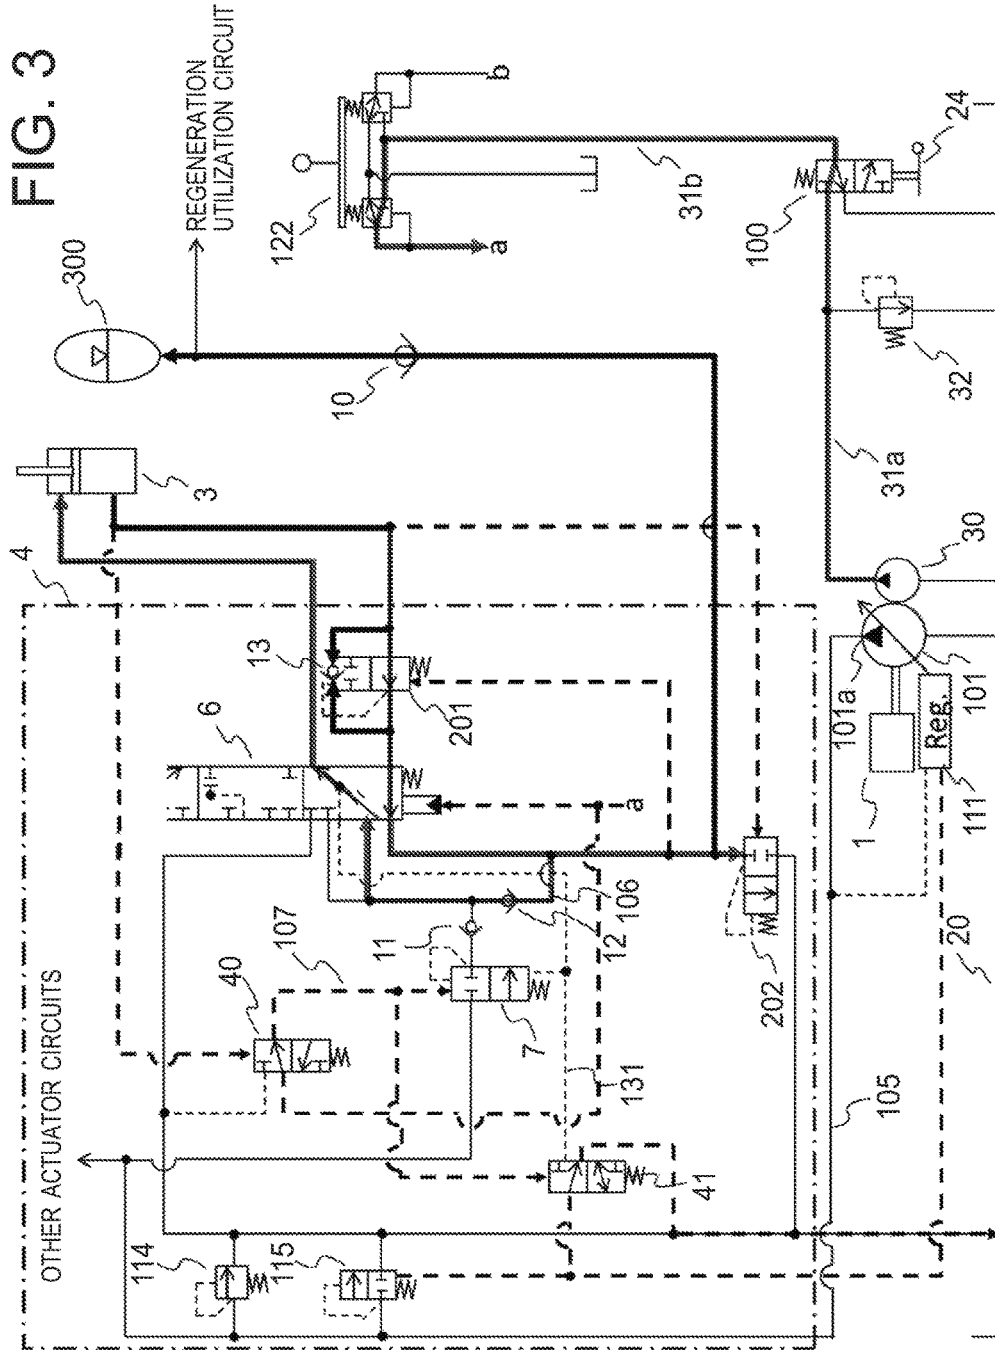 FIG. 3
REGENERATION
UTILIZATION CIRCUIT
300
122
b
a
31b
24
100
10
32
31a
3
4
30
13
6
201
101a
101
Reg.
1
111
a
106
12
11
107
40
7
202
20
OTHER ACTUATOR CIRCUITS
131
105
41
114
115